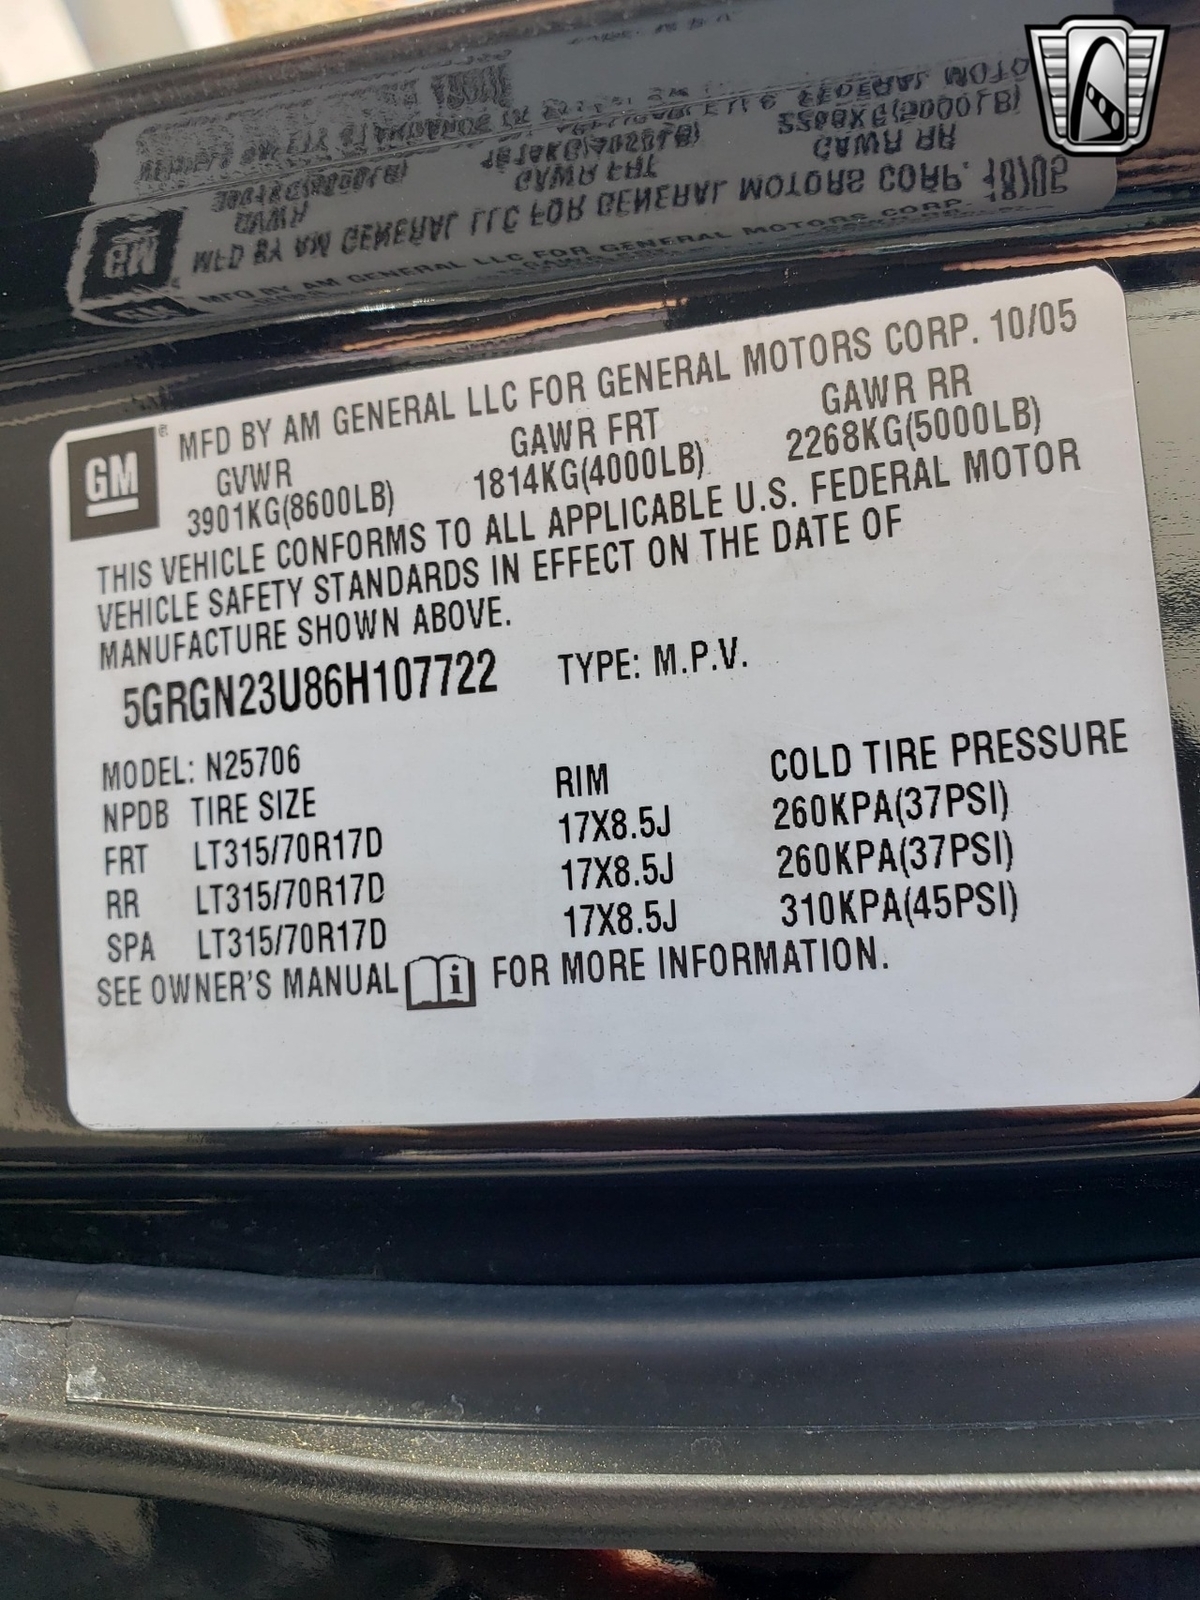 GM ® MFD BY AM GENERAL LLC FOR GENERAL MOTORS CORP. 10/05
GVWR GAWR FRT GAWR RR
3901KG(8600LB) 1814KG(4000LB) 2268KG(5000LB)
THIS VEHICLE CONFORMS TO ALL APPLICABLE U.S. FEDERAL MOTOR
VEHICLE SAFETY STANDARDS IN EFFECT ON THE DATE OF
MANUFACTURE SHOWN ABOVE.
5GRGN23U86H107722 TYPE: M.P.V.
MODEL: N25706
NPDB TIRE SIZE RIM COLD TIRE PRESSURE
FRT LT315/70R17D 17X8.5J 260KPA(37PSI)
RR LT315/70R17D 17X8.5J 260KPA(37PSI)
SPA LT315/70R17D 17X8.5J 310KPA(45PSI)
SEE OWNER'S MANUAL i FOR MORE INFORMATION.